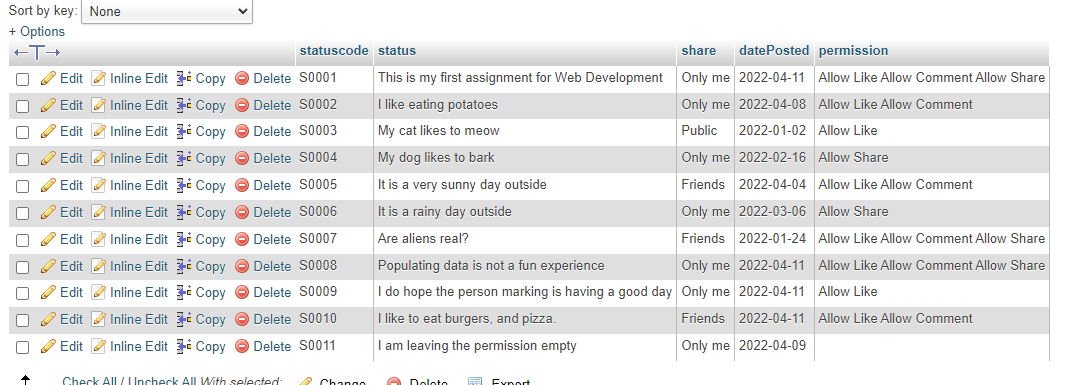 Sort by key: None
+ Options
←T→ statuscode status share datePosted permission
Edit Inline Edit Copy Delete S0001 This is my first assignment for Web Development Only me 2022-04-11 Allow Like Allow Comment Allow Share
Edit Inline Edit Copy Delete S0002 I like eating potatoes Only me 2022-04-08 Allow Like Allow Comment
Edit Inline Edit Copy Delete S0003 My cat likes to meow Public 2022-01-02 Allow Like
Edit Inline Edit Copy Delete S0004 My dog likes to bark Only me 2022-02-16 Allow Share
Edit Inline Edit Copy Delete S0005 It is a very sunny day outside Friends 2022-04-04 Allow Like Allow Comment
Edit Inline Edit Copy Delete S0006 It is a rainy day outside Only me 2022-03-06 Allow Share
Edit Inline Edit Copy Delete S0007 Are aliens real? Friends 2022-01-24 Allow Like Allow Comment Allow Share
Edit Inline Edit Copy Delete S0008 Populating data is not a fun experience Only me 2022-04-11 Allow Like Allow Comment Allow Share
Edit Inline Edit Copy Delete S0009 I do hope the person marking is having a good day Only me 2022-04-11 Allow Like
Edit Inline Edit Copy Delete S0010 I like to eat burgers, and pizza. Friends 2022-04-11 Allow Like Allow Comment
Edit Inline Edit Copy Delete S0011 I am leaving the permission empty Only me 2022-04-09
Check All / Uncheck All With selected: Change Delete Export